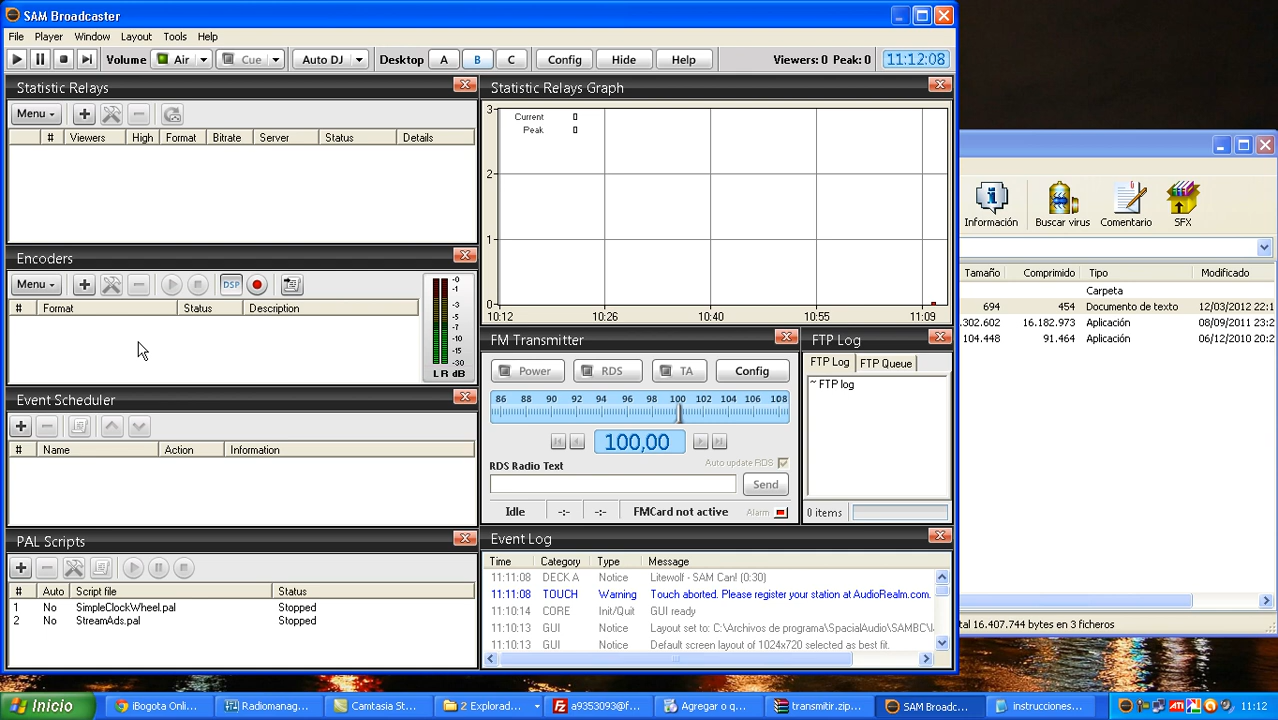 SAM Broadcaster
File Player Window Layout Tools Help
Volume Air Cue Auto DJ Desktop A B C Config Hide Help Viewers: 0 Peak: 0 11:12:08
Statistic Relays
Menu
# Viewers High Format Bitrate Server Status Details
Statistic Relays Graph
Current 0
Peak 0
3
2
1
0
10:12 10:26 10:40 10:55 11:09
Encoders
Menu DSP
# Format Status Description
-0
-1
-3
-5
-7
-10
-15
-30
L R dB
Event Scheduler
# Name Action Information
PAL Scripts
# Auto Script file Status
1 No SimpleClockWheel.pal Stopped
2 No StreamAds.pal Stopped
FM Transmitter
Power RDS TA Config
86 88 90 92 94 96 98 100 102 104 106 108
100,00
RDS Radio Text Auto update RDS
Send
Idle -:- -:- FMCard not active Alarm
FTP Log
FTP Log FTP Queue
~ FTP log
0 items
Event Log
Time Category Type Message
11:11:08 DECK A Notice Litewolf - SAM Can! (0:30)
11:11:08 TOUCH Warning Touch aborted. Please register your station at AudioRealm.com.
11:10:14 CORE Init/Quit GUI ready
11:10:13 GUI Notice Layout set to: C:\Archivos de programa\SpacialAudio\SAMBC\l
11:10:13 GUI Notice Default screen layout of 1024x720 selected as best fit.
Información Buscar virus Comentario SFX
Tamaño Comprimido Tipo Modificado
Carpeta
694 454 Documento de texto 12/03/2012 22:1
.302.602 16.182.973 Aplicación 08/09/2011 23:2
104.448 91.464 Aplicación 06/12/2010 20:2
tal 16.407.744 bytes en 3 ficheros
Inicio iBogota Onli... Radiomanag... Camtasia St... 2 Explorad... a9353093@f... Agregar o q... transmitir.zip... SAM Broadc... instrucciones... 11:12